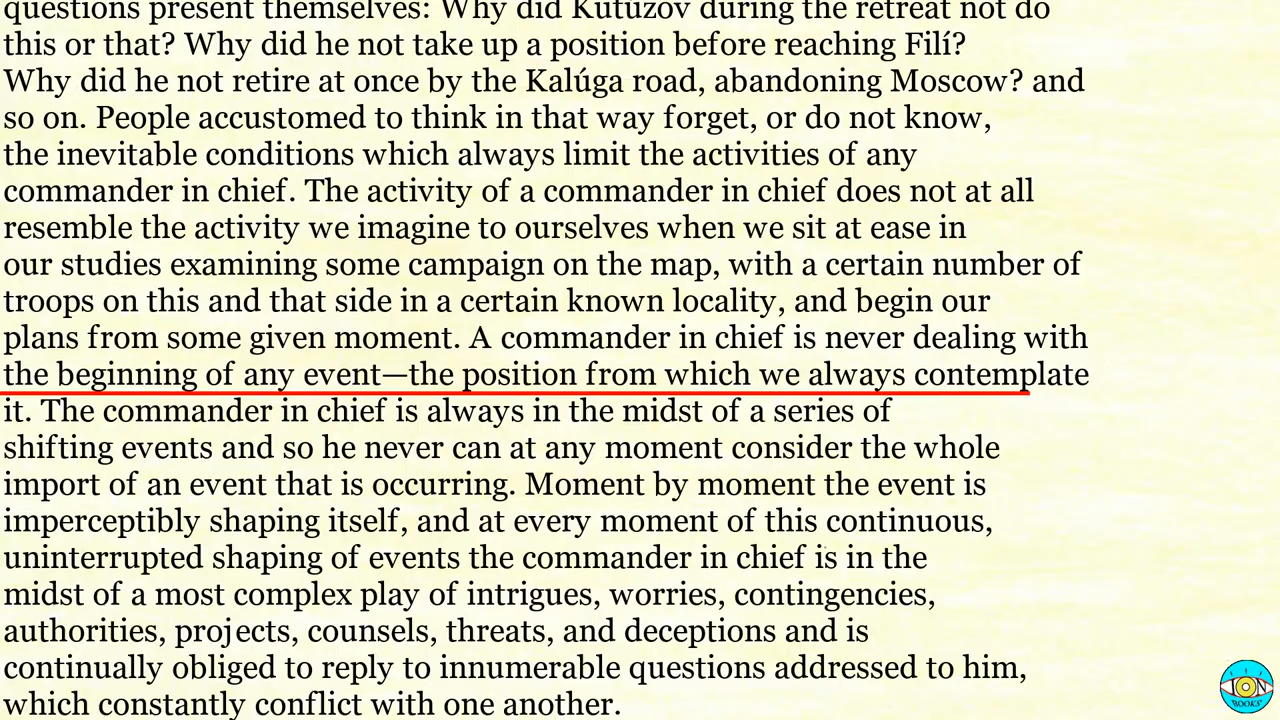 questions present themselves: Why did Kutúzov during the retreat not do
this or that? Why did he not take up a position before reaching Filí?
Why did he not retire at once by the Kalúga road, abandoning Moscow? and
so on. People accustomed to think in that way forget, or do not know,
the inevitable conditions which always limit the activities of any
commander in chief. The activity of a commander in chief does not at all
resemble the activity we imagine to ourselves when we sit at ease in
our studies examining some campaign on the map, with a certain number of
troops on this and that side in a certain known locality, and begin our
plans from some given moment. A commander in chief is never dealing with
the beginning of any event—the position from which we always contemplate
it. The commander in chief is always in the midst of a series of
shifting events and so he never can at any moment consider the whole
import of an event that is occurring. Moment by moment the event is
imperceptibly shaping itself, and at every moment of this continuous,
uninterrupted shaping of events the commander in chief is in the
midst of a most complex play of intrigues, worries, contingencies,
authorities, projects, counsels, threats, and deceptions and is
continually obliged to reply to innumerable questions addressed to him,
which constantly conflict with one another.
ION
BOOKS